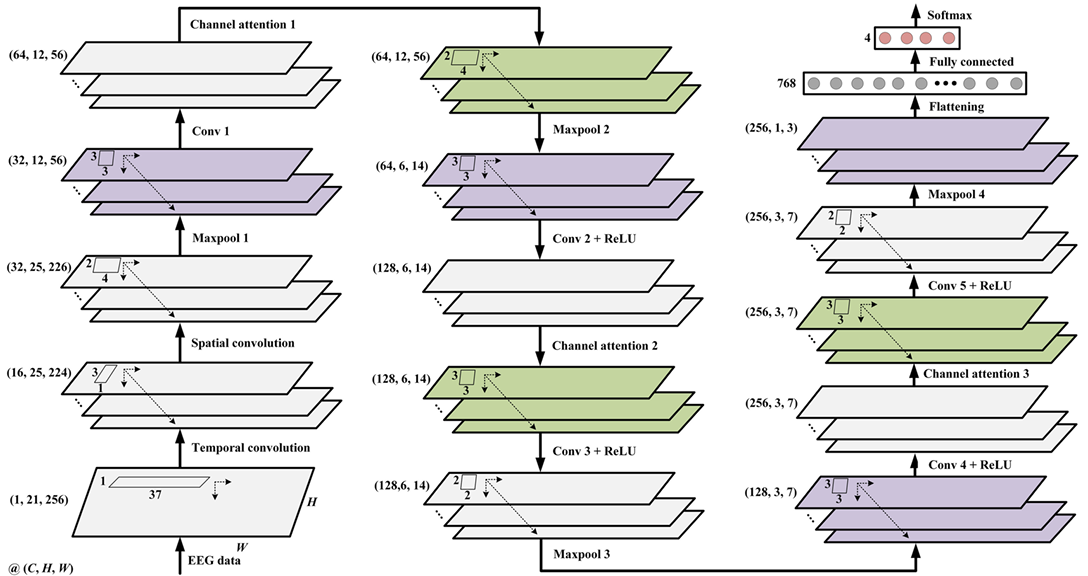 Channel attention 1
(64, 12, 56)
Conv 1
(32, 12, 56)
3
3
Maxpool 1
(32, 25, 226)
2
4
Spatial convolution
(16, 25, 224)
3
1
Temporal convolution
(1, 21, 256)
1
37
H
W
EEG data
@ (C, H, W)
(64, 12, 56)
2
4
Maxpool 2
(64, 6, 14)
3
3
Conv 2 + ReLU
(128, 6, 14)
Channel attention 2
(128, 6, 14)
3
3
Conv 3 + ReLU
(128,6, 14)
2
2
Maxpool 3
Softmax
4
Fully connected
768
Flattening
(256, 1, 3)
Maxpool 4
(256, 3, 7)
2
2
Conv 5 + ReLU
(256, 3, 7)
3
3
Channel attention 3
(256, 3, 7)
Conv 4 + ReLU
(128, 3, 7)
3
3